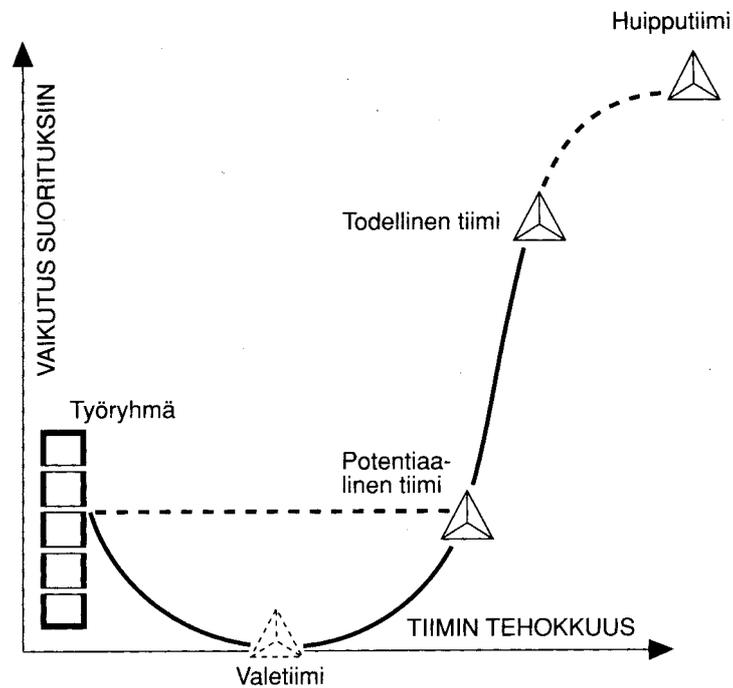 Huipputiimi
VAIKUTUS SUORITUKSIIN
Todellinen tiimi
Työryhmä
Potentiaa-
linen tiimi
TIIMIN TEHOKKUUS
Valetiimi